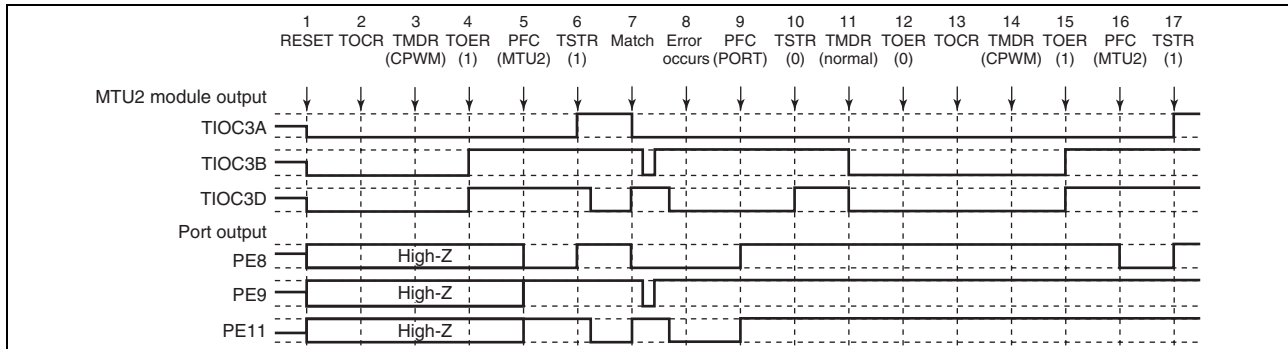 1 2 3 4 5 6 7 8 9 10 11 12 13 14 15 16 17
RESET TOCR TMDR TOER PFC TSTR Match Error PFC TSTR TMDR TOER TOCR TMDR TOER PFC TSTR
(CPWM) (1) (MTU2) (1) occurs (PORT) (0) (normal) (0) (CPWM) (1) (MTU2) (1)
MTU2 module output
TIOC3A
TIOC3B
TIOC3D
Port output
PE8 High-Z
PE9 High-Z
PE11 High-Z